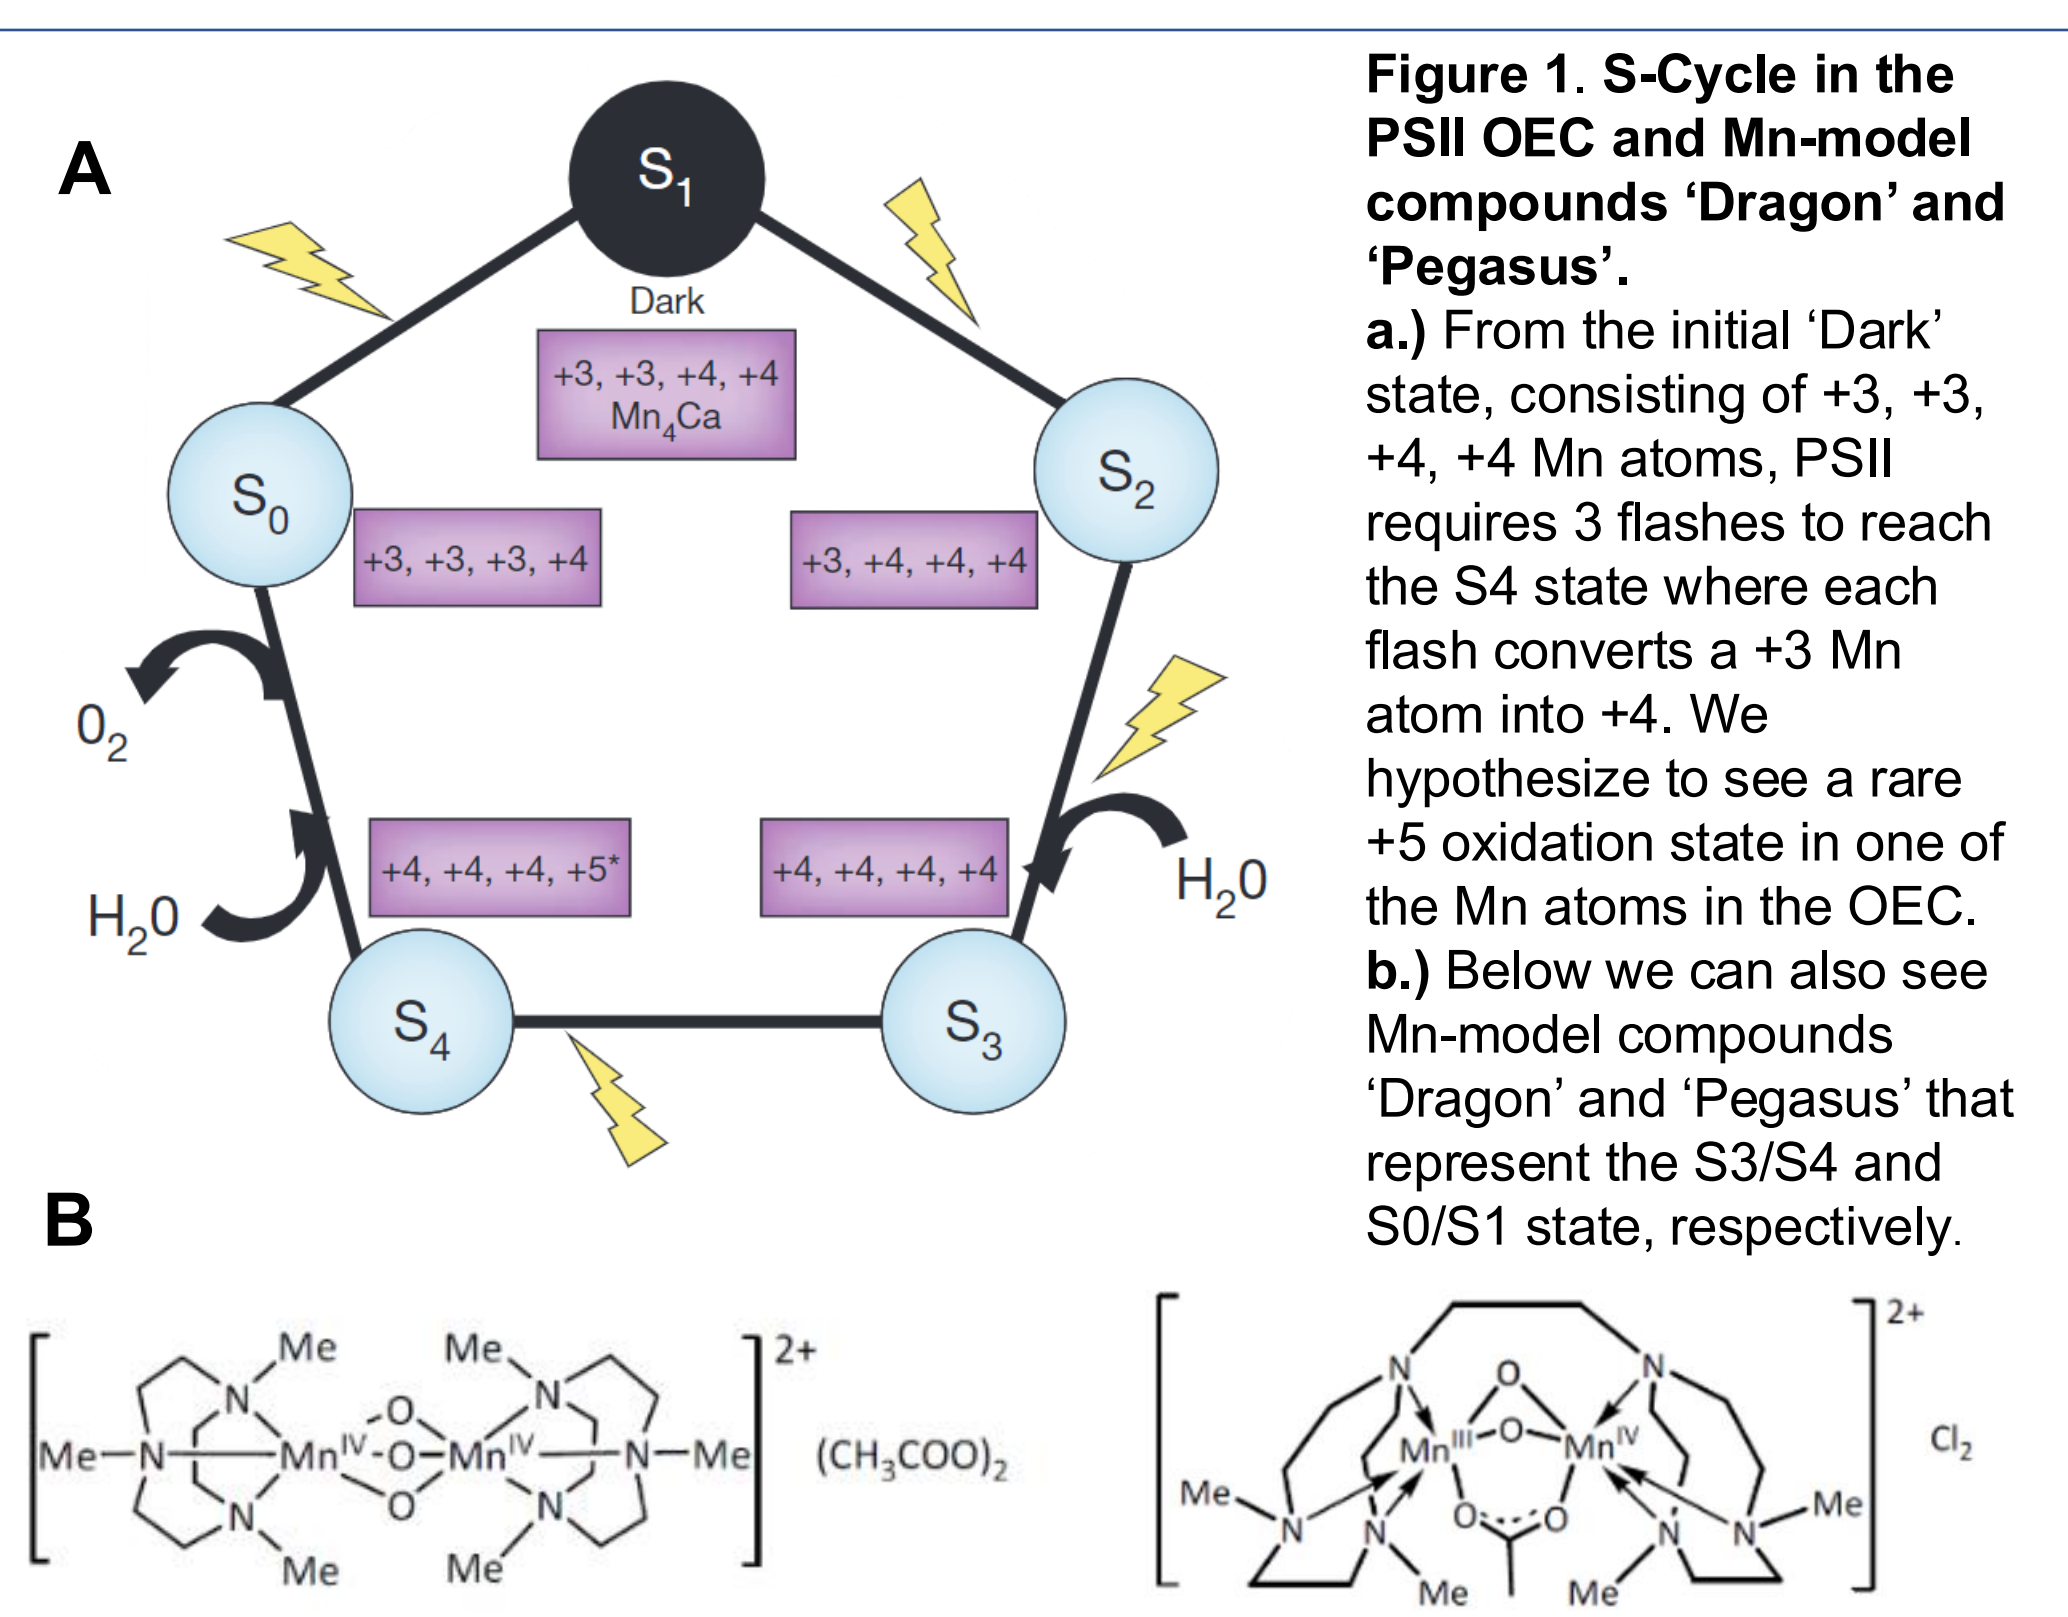 Figure 1. S-Cycle in the
PSII OEC and Mn-model
compounds ‘Dragon’ and
‘Pegasus’.
a.) From the initial ‘Dark’
state, consisting of +3, +3,
+4, +4 Mn atoms, PSII
requires 3 flashes to reach
the S4 state where each
flash converts a +3 Mn
atom into +4. We
hypothesize to see a rare
+5 oxidation state in one of
the Mn atoms in the OEC.
b.) Below we can also see
Mn-model compounds
‘Dragon’ and ‘Pegasus’ that
represent the S3/S4 and
S0/S1 state, respectively.
A
S1
Dark
+3, +3, +4, +4
Mn4Ca
S0
S2
+3, +3, +3, +4
+3, +4, +4, +4
02
H20
H20
+4, +4, +4, +5*
+4, +4, +4, +4
S4
S3
B
Me
Me
2+
N
N
O
Me N MnIV O MnIV N Me
(CH3COO)2
O
N
N
Me
Me
2+
N
O
N
MnIII O MnIV
Cl2
Me
O
O
Me
N
N
N
N
Me
Me